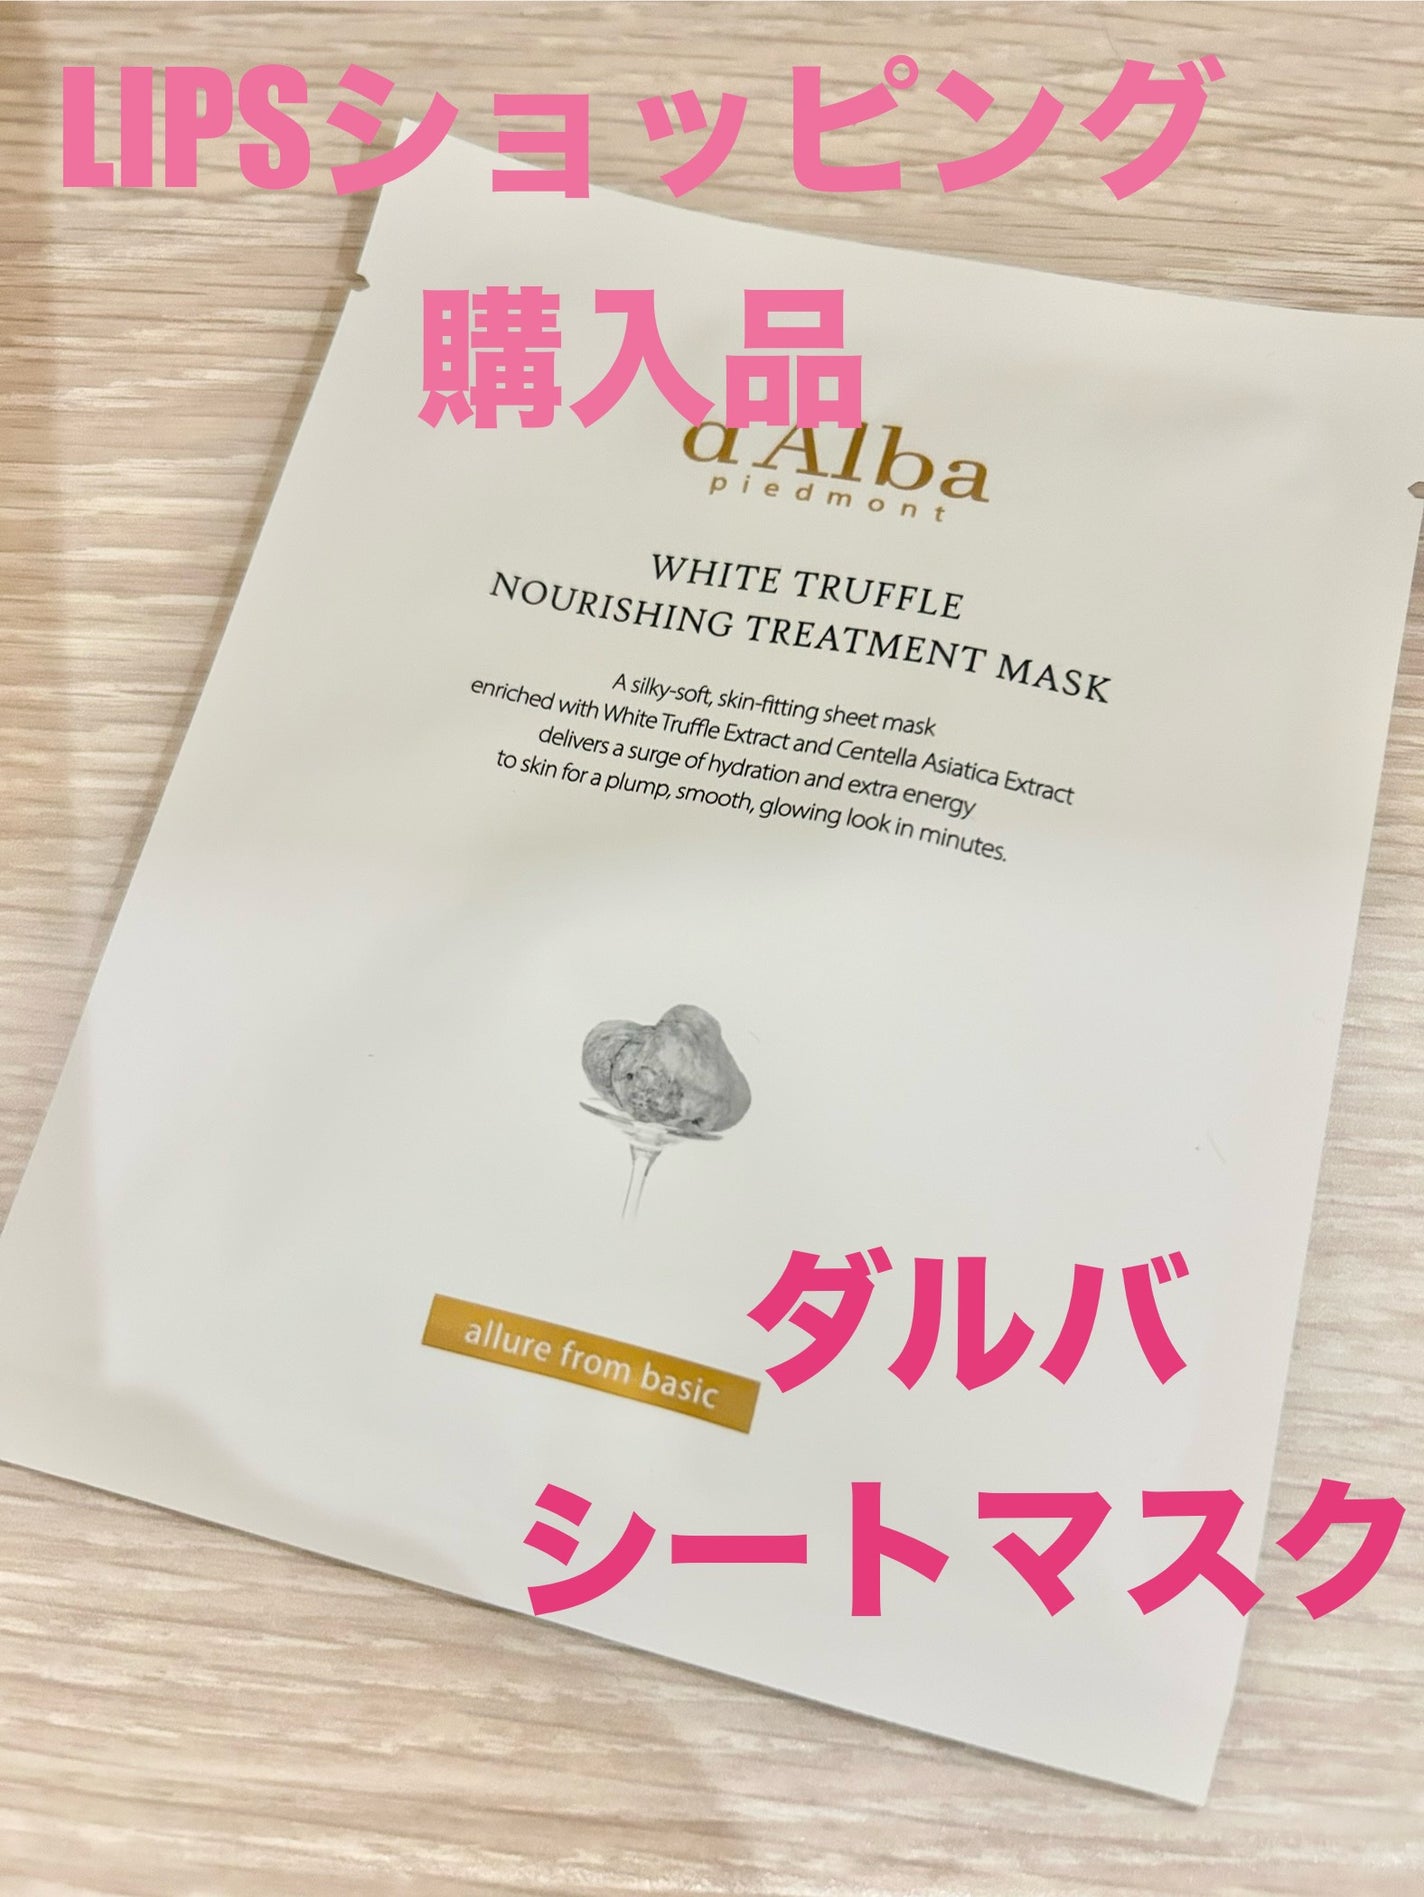 LIPSショッピング
購入品
d'Alba
piedmont
WHITE TRUFFLE
NOURISHING TREATMENT MASK
A silky-soft, skin-fitting sheet mask
enriched with White Truffle Extract and Centella Asiatica Extract
delivers a surge of hydration and extra energy
to skin for a plump, smooth, glowing look in minutes.
ダルバ
allure from basic
シートマスク